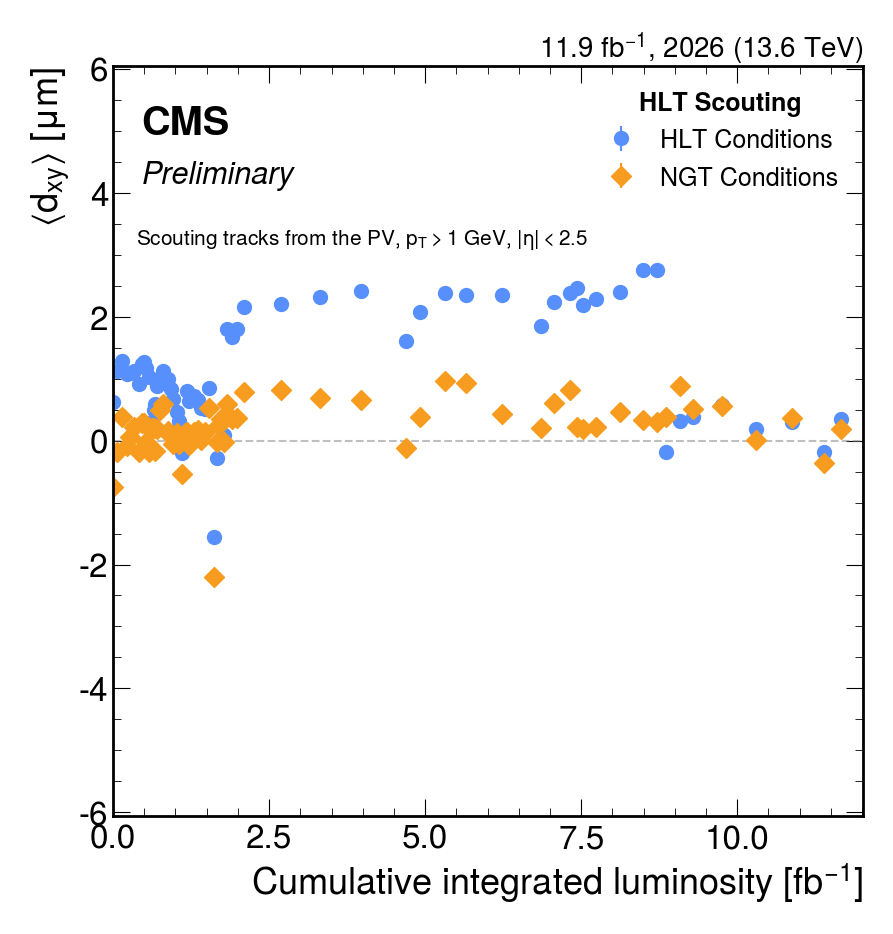 11.9 fb⁻¹, 2026 (13.6 TeV)
CMS
Preliminary
HLT Scouting
HLT Conditions
NGT Conditions
Scouting tracks from the PV, p_T > 1 GeV, |η| < 2.5
⟨d_xy⟩ [μm]
6
4
2
0
-2
-4
-6
0.0 2.5 5.0 7.5 10.0
Cumulative integrated luminosity [fb⁻¹]